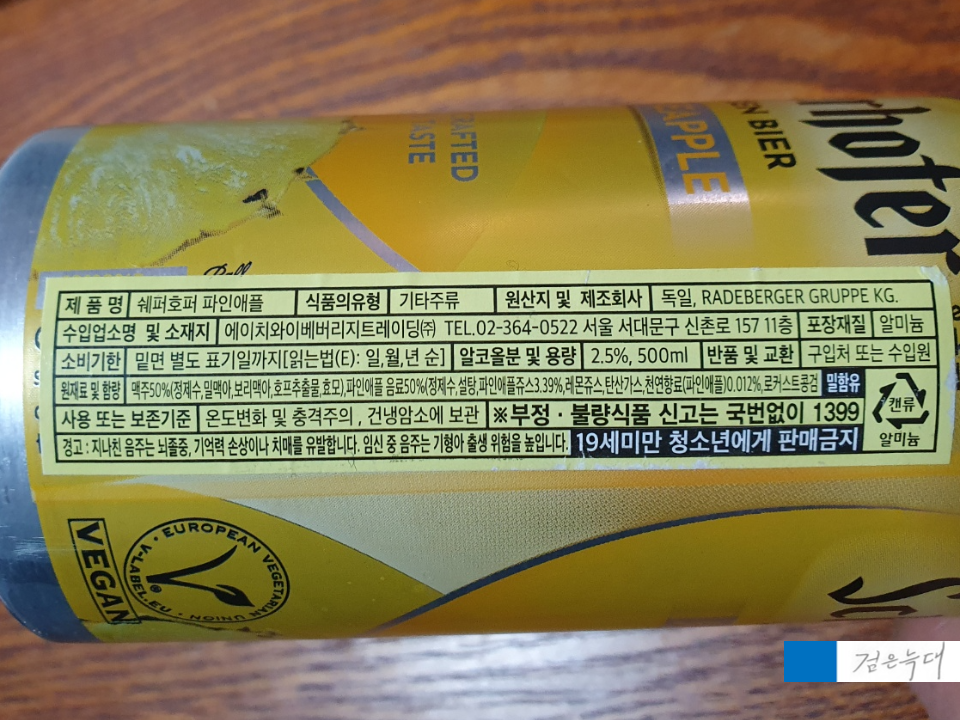 CRAFTED
TASTE
BIER
rhofer
제 품 명 쉐퍼호퍼 파인애플 식품의유형 기타주류 원산지 및 제조회사 독일, RADEBERGER GRUPPE KG.
수입업소명 및 소재지 에이치와이베버리지트레이딩㈜ TEL.02-364-0522 서울 서대문구 신촌로 157 11층 포장재질 알미늄
소비기한 밑면 별도 표기일까지[읽는법(E): 일,월,년 순] 알코올분 및 용량 2.5%, 500ml 반품 및 교환 구입처 또는 수입원
원재료 및 함량 맥주50%(정제수,밀맥아,보리맥아,호프추출물,효모),파인애플 음료50%(정제수,설탕,파인애플쥬스3.39%,레몬쥬스,탄산가스,천연향료(파인애플)0.012%,로커스트콩검 밀함유
사용 또는 보존기준 온도변화 및 충격주의 , 건냉암소에 보관 ※부정 · 불량식품 신고는 국번없이 1399
캔류
알미늄
경고 : 지나친 음주는 뇌졸중, 기억력 손상이나 치매를 유발합니다. 임신 중 음주는 기형아 출생 위험을 높입니다. 19세미만 청소년에게 판매금지
VEGAN
· EUROPEAN VEGETARIAN UNION · V-LABEL.EU
검은늑대